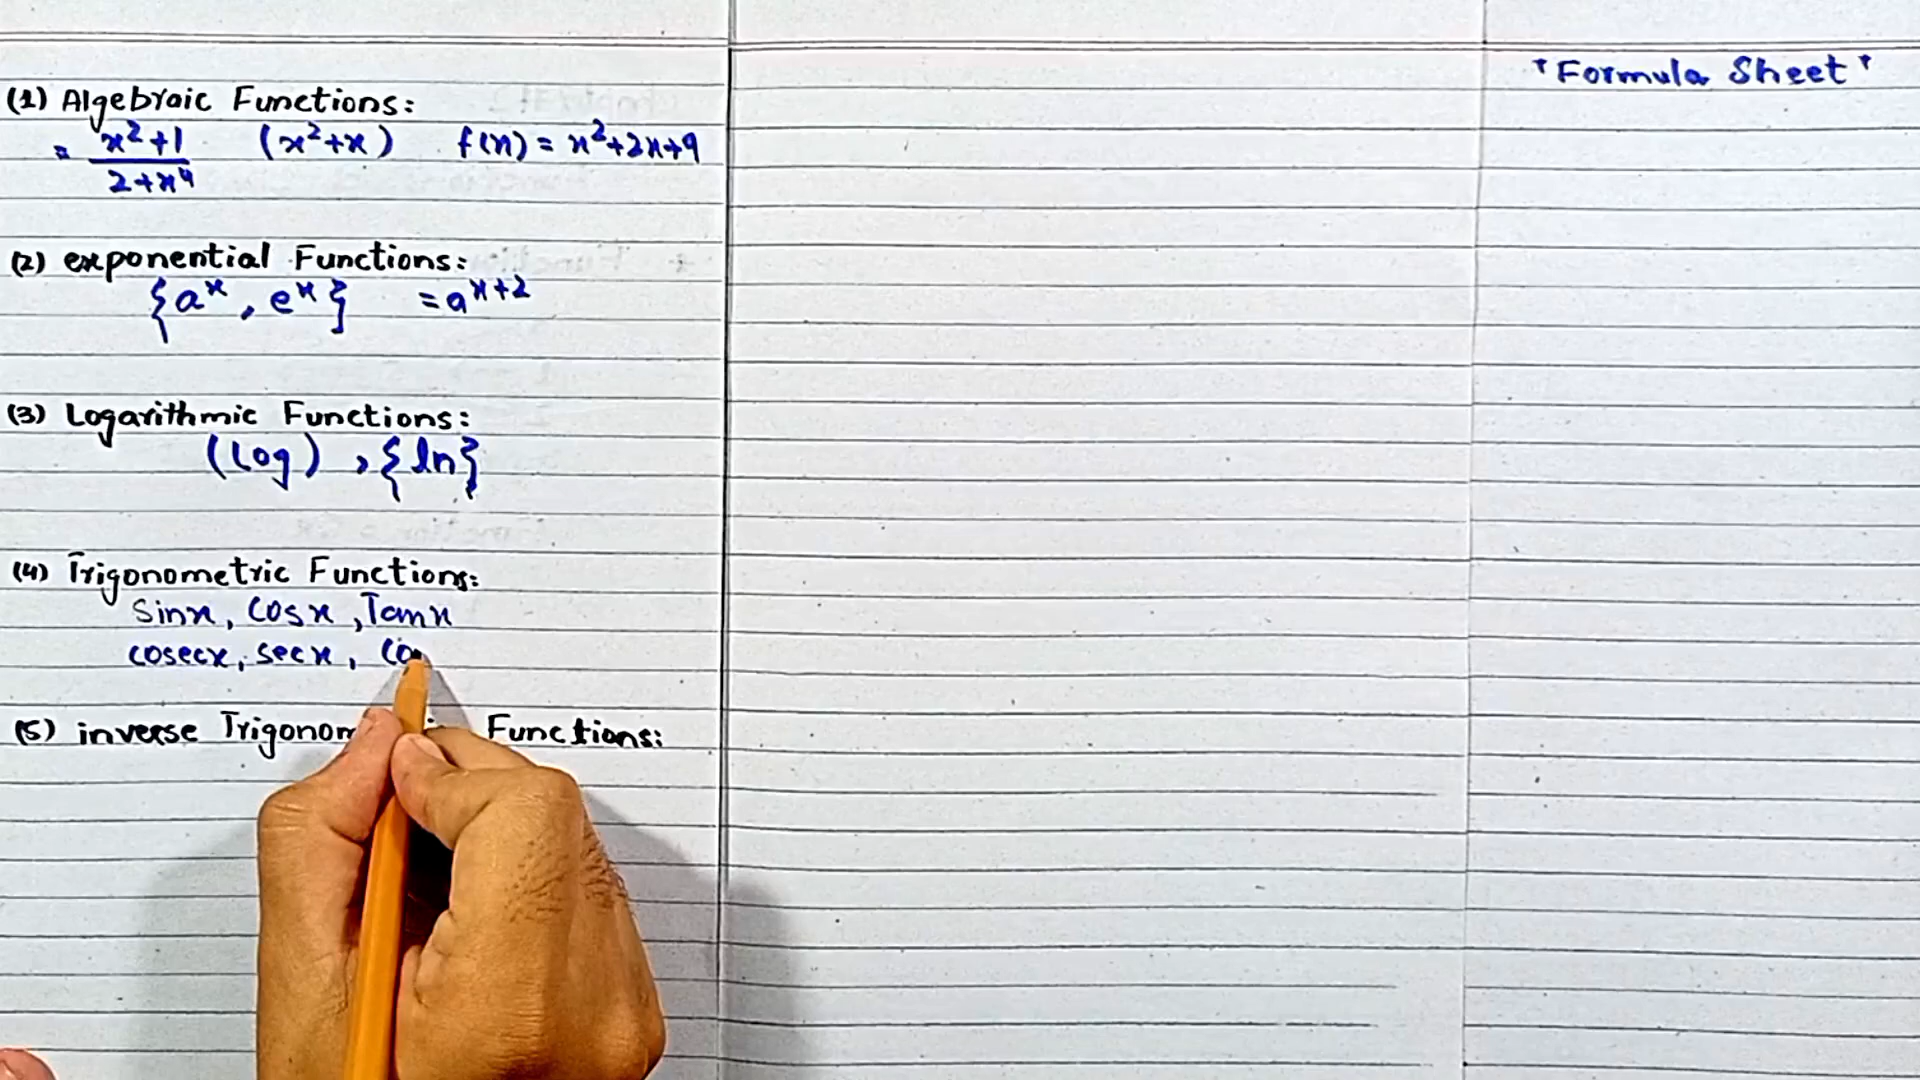 'Formula Sheet'
(1) Algebraic Functions:
= x²+1 / 2+x⁴ (x²+x) f(x) = x²+2x+9
(2) exponential Functions:
{aˣ, eˣ} = aˣ⁺²
(3) Logarithmic Functions:
(log), {ln}
(4) Trigonometric Functions:
Sinx, Cosx, Tanx
cosecx, secx, Co
(5) inverse Functions: